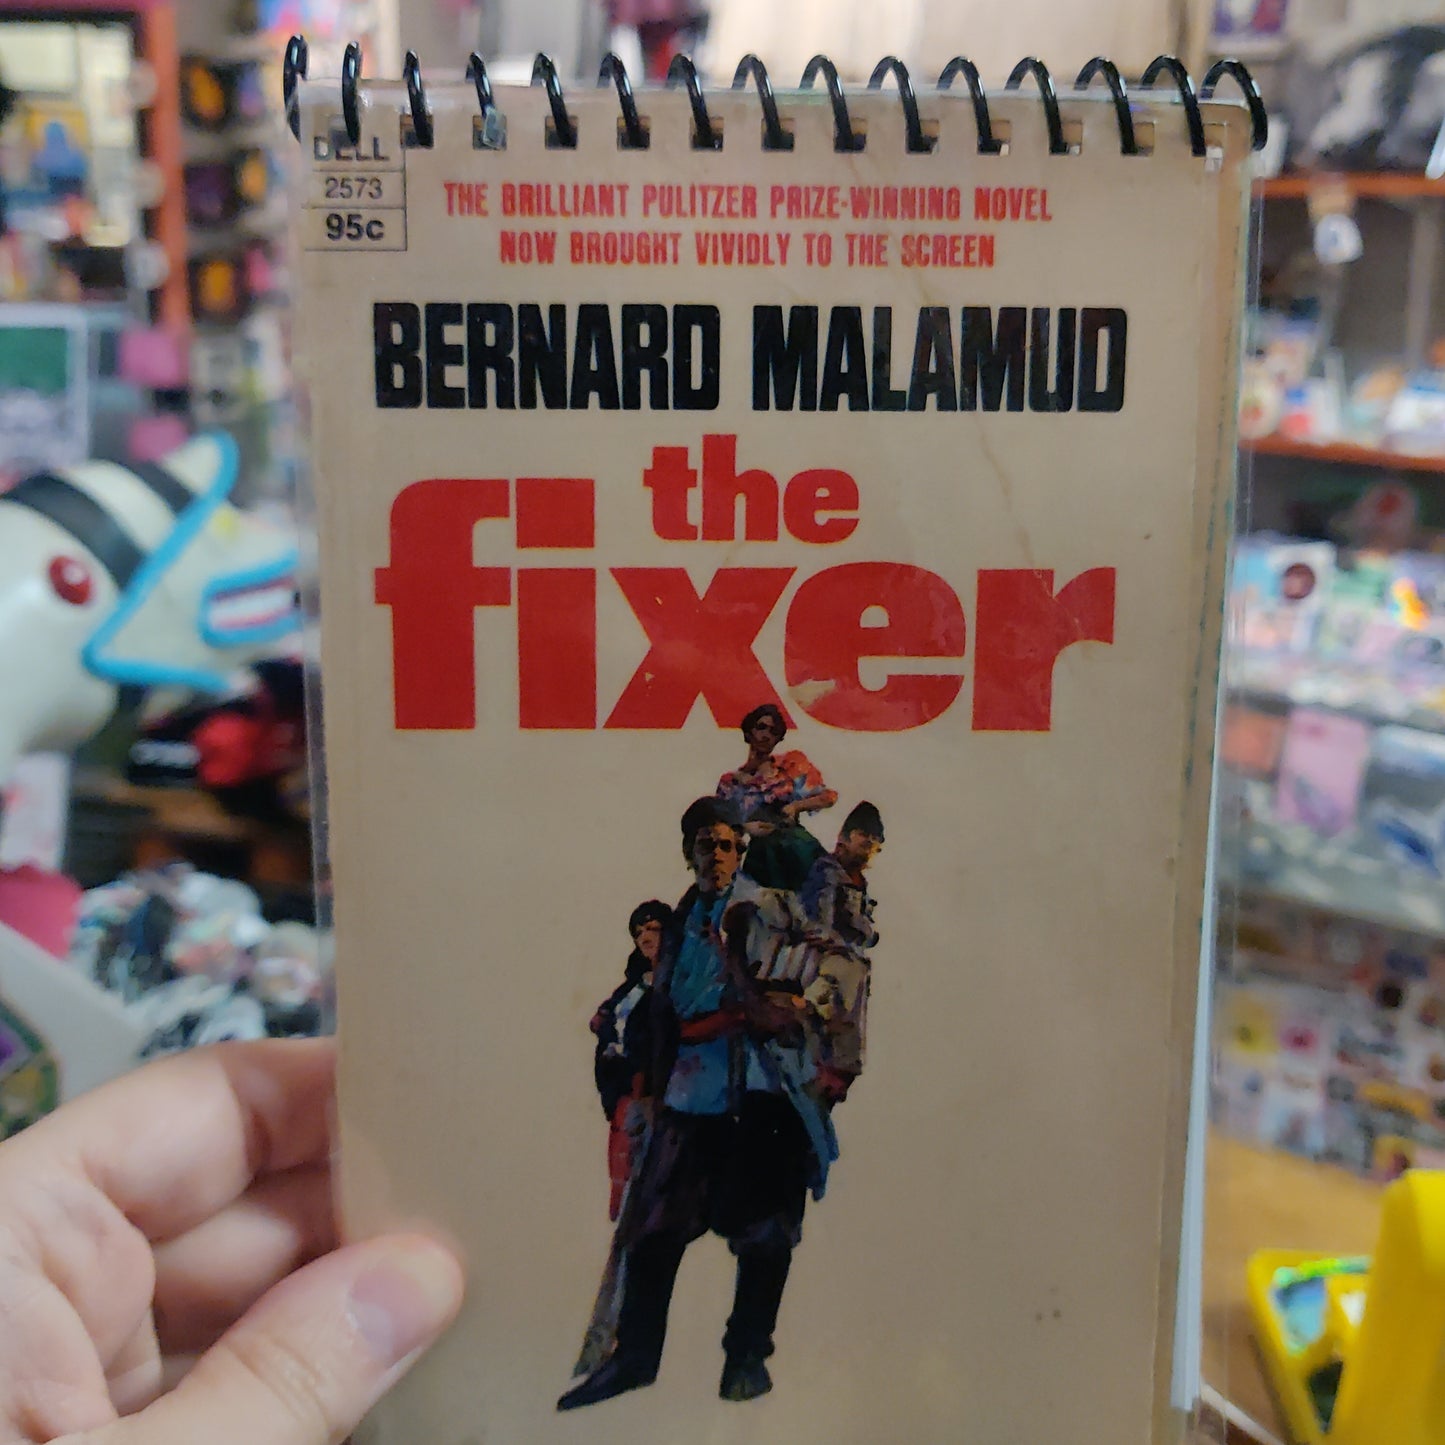 DELL
2573
95c
THE BRILLIANT PULITZER PRIZE-WINNING NOVEL
NOW BROUGHT VIVIDLY TO THE SCREEN
BERNARD MALAMUD
the
fixer